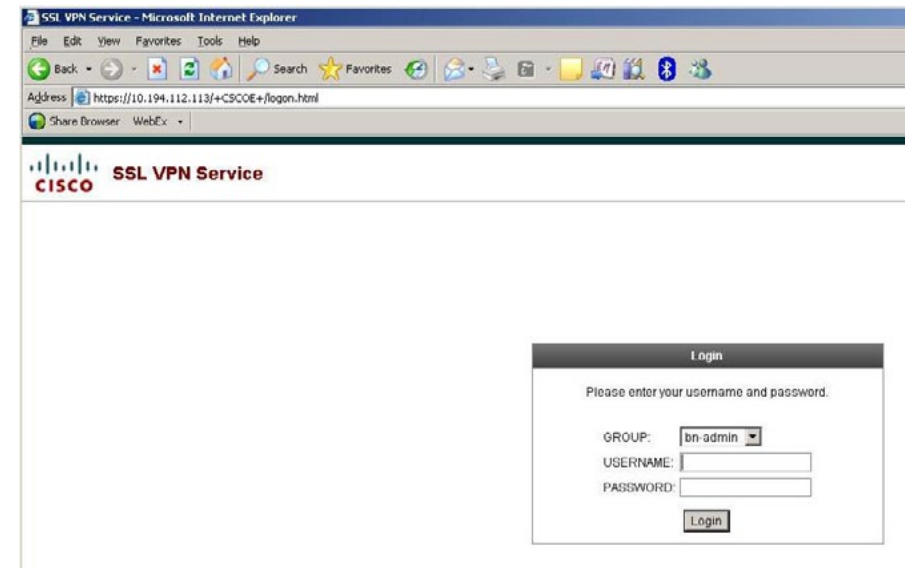 SSL VPN Service - Microsoft Internet Explorer
File Edit View Favorites Tools Help
Back Search Favorites
Address https://10.194.112.113/+CSCOE+/logon.html
Share Browser WebEx
CISCO SSL VPN Service
Login
Please enter your username and password.
GROUP: bn-admin
USERNAME:
PASSWORD:
Login